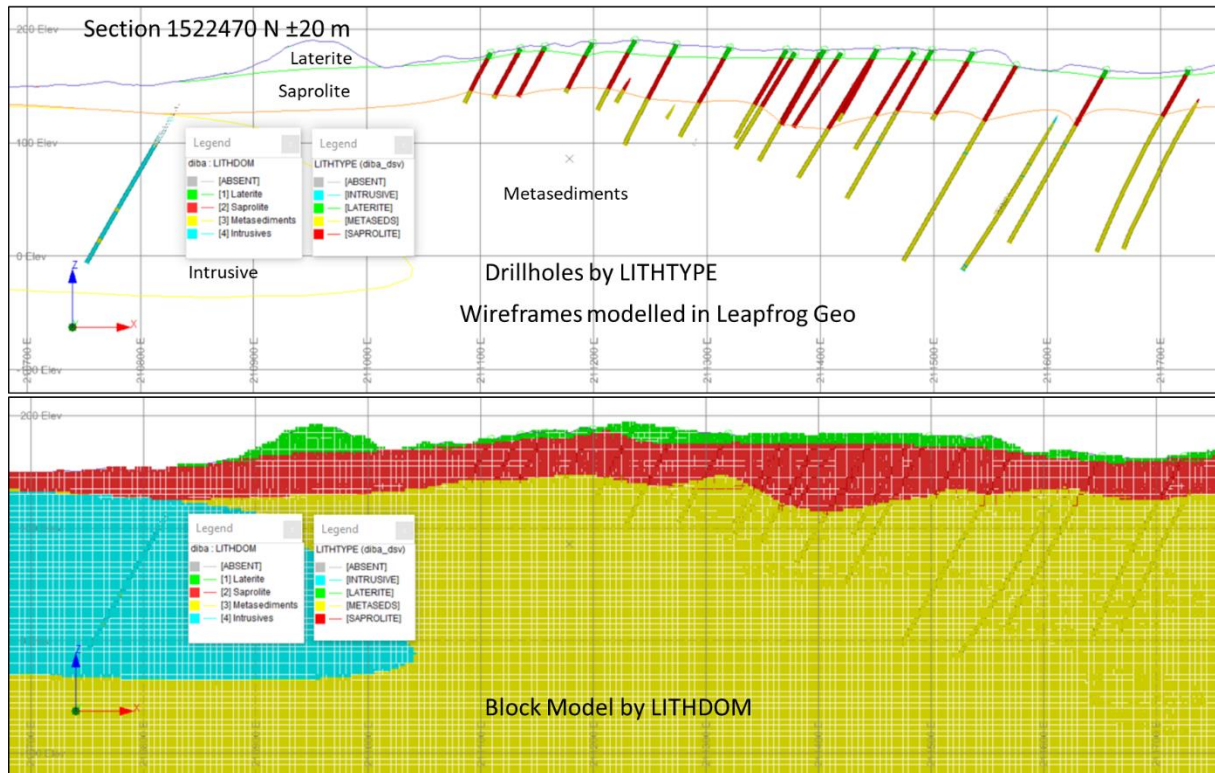 Section 1522470 N ±20 m
200 Elev
Laterite
Saprolite
100 Elev
Legend
diba : LITHDOM
[ABSENT]
[1] Laterite
[2] Saprolite
[3] Metasediments
[4] Intrusives
Legend
LITHTYPE (diba_dsv)
[ABSENT]
[INTRUSIVE]
[LATERITE]
[METASEDS]
[SAPROLITE]
Metasediments
0 Elev
Intrusive
Drillholes by LITHTYPE
Wireframes modelled in Leapfrog Geo
Z
X
-100 Elev
210700 E
210800 E
210900 E
211000 E
211100 E
211200 E
211300 E
211400 E
211500 E
211600 E
211700 E
200 Elev
Legend
diba : LITHDOM
[ABSENT]
[1] Laterite
[2] Saprolite
[3] Metasediments
[4] Intrusives
Legend
LITHTYPE (diba_dsv)
[ABSENT]
[INTRUSIVE]
[LATERITE]
[METASEDS]
[SAPROLITE]
Z
X
Block Model by LITHDOM